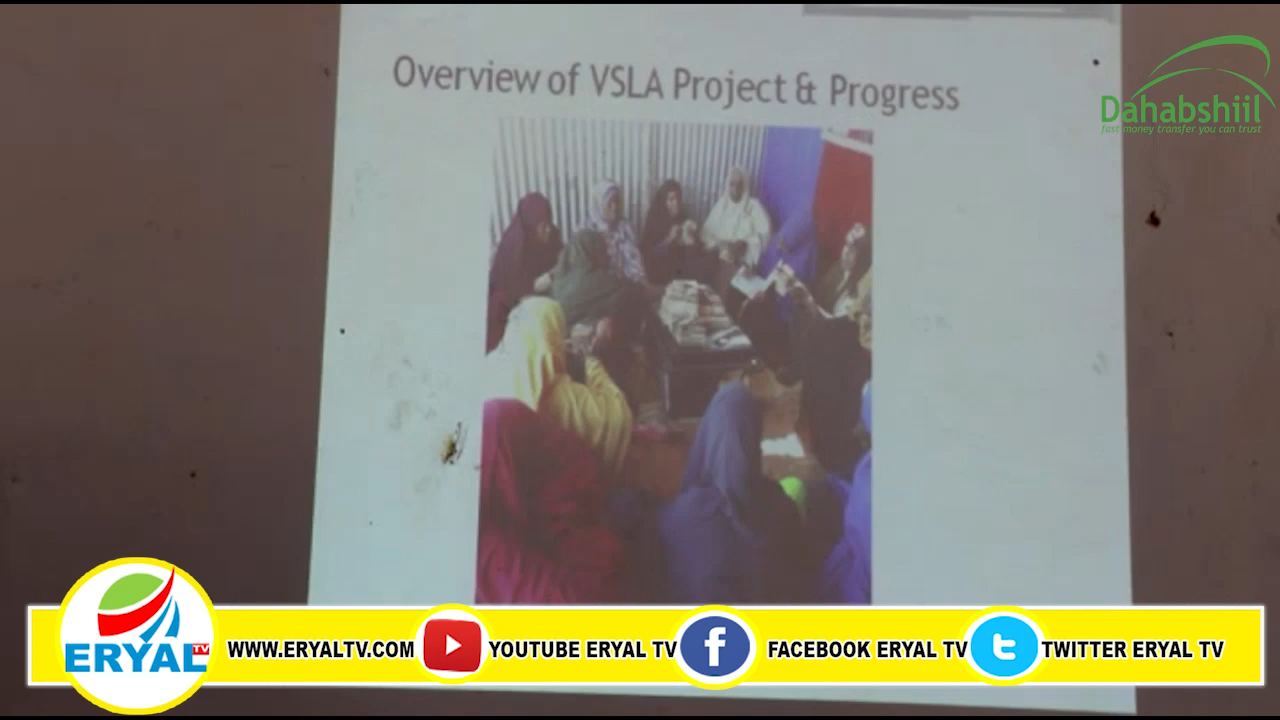 Overview of VSLA Project & Progress
Dahabshiil
fast money transfer you can trust
ERYAL TV
WWW.ERYALTV.COM
YOUTUBE ERYAL TV
FACEBOOK ERYAL TV
TWITTER ERYAL TV